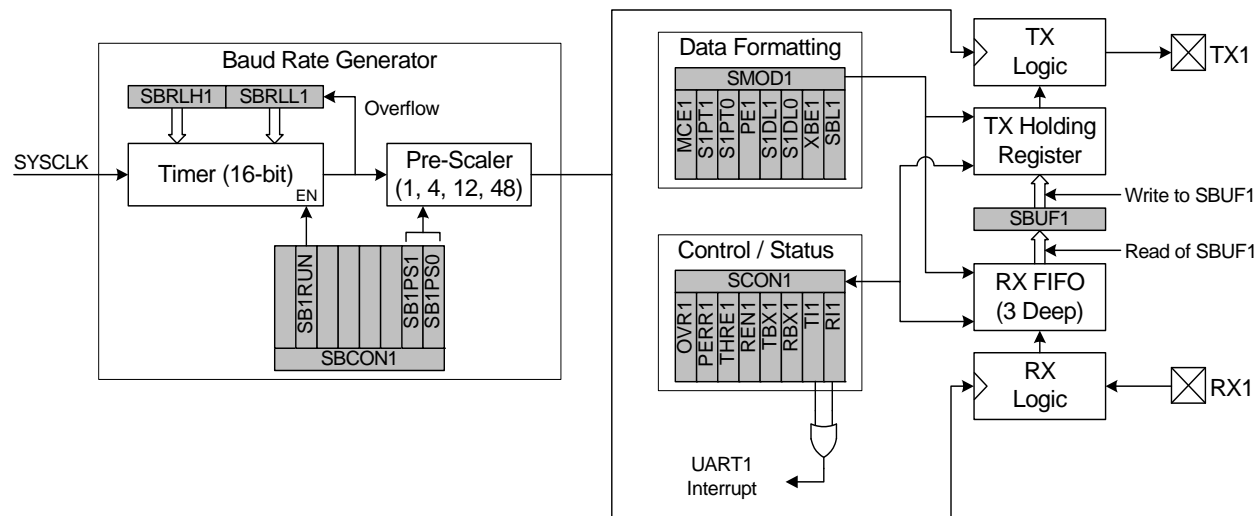 Baud Rate Generator
SBRLH1 SBRLL1
Overflow
SYSCLK
Timer (16-bit)
EN
Pre-Scaler
(1, 4, 12, 48)
SB1RUN
SB1PS1
SB1PS0
SBCON1
Data Formatting
SMOD1
MCE1
S1PT1
S1PT0
PE1
S1DL1
S1DL0
XBE1
SBL1
Control / Status
SCON1
OVR1
PERR1
THRE1
REN1
TBX1
RBX1
TI1
RI1
UART1
Interrupt
TX
Logic
TX1
TX Holding
Register
Write to SBUF1
SBUF1
Read of SBUF1
RX FIFO
(3 Deep)
RX
Logic
RX1